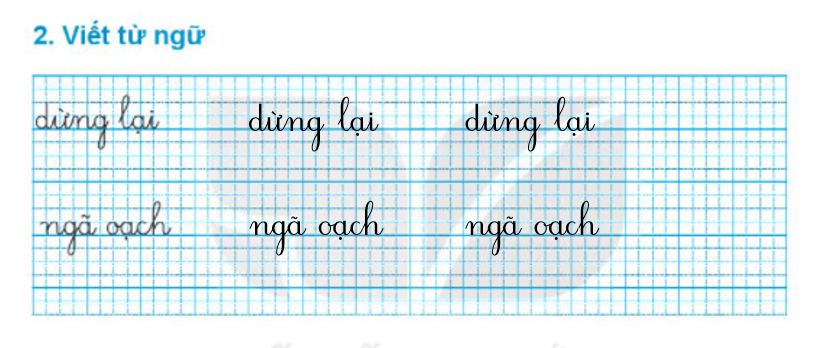 2. Viết từ ngữ
dừng lại dừng lại dừng lại
ngã oạch ngã oạch ngã oạch